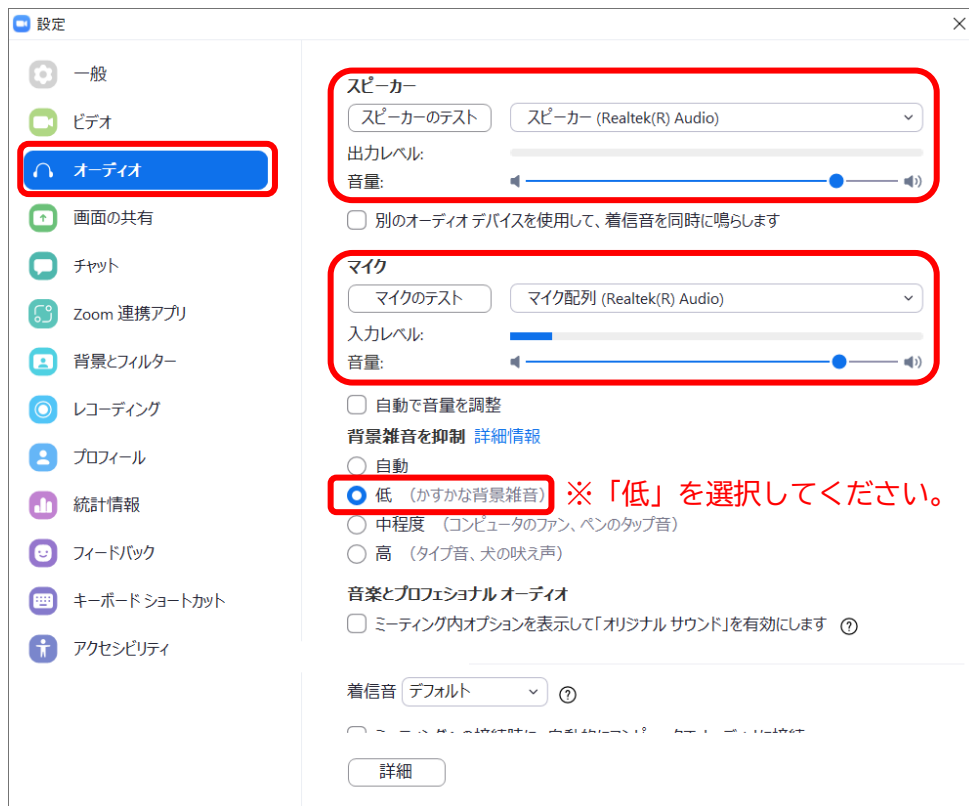 設定
一般
ビデオ
オーディオ
画面の共有
チャット
Zoom 連携アプリ
背景とフィルター
レコーディング
プロフィール
統計情報
フィードバック
キーボード ショートカット
アクセシビリティ
スピーカー
スピーカーのテスト スピーカー (Realtek(R) Audio)
出力レベル:
音量:
別のオーディオ デバイスを使用して、着信音を同時に鳴らします
マイク
マイクのテスト マイク配列 (Realtek(R) Audio)
入力レベル:
音量:
自動で音量を調整
背景雑音を抑制 詳細情報
自動
低 (かすかな背景雑音) ※「低」を選択してください。
中程度 (コンピュータのファン、ペンのタップ音)
高 (タイプ音、犬の吠え声)
音楽とプロフェショナル オーディオ
ミーティング内オプションを表示して「オリジナル サウンド」を有効にします ?
着信音 デフォルト ?
詳細